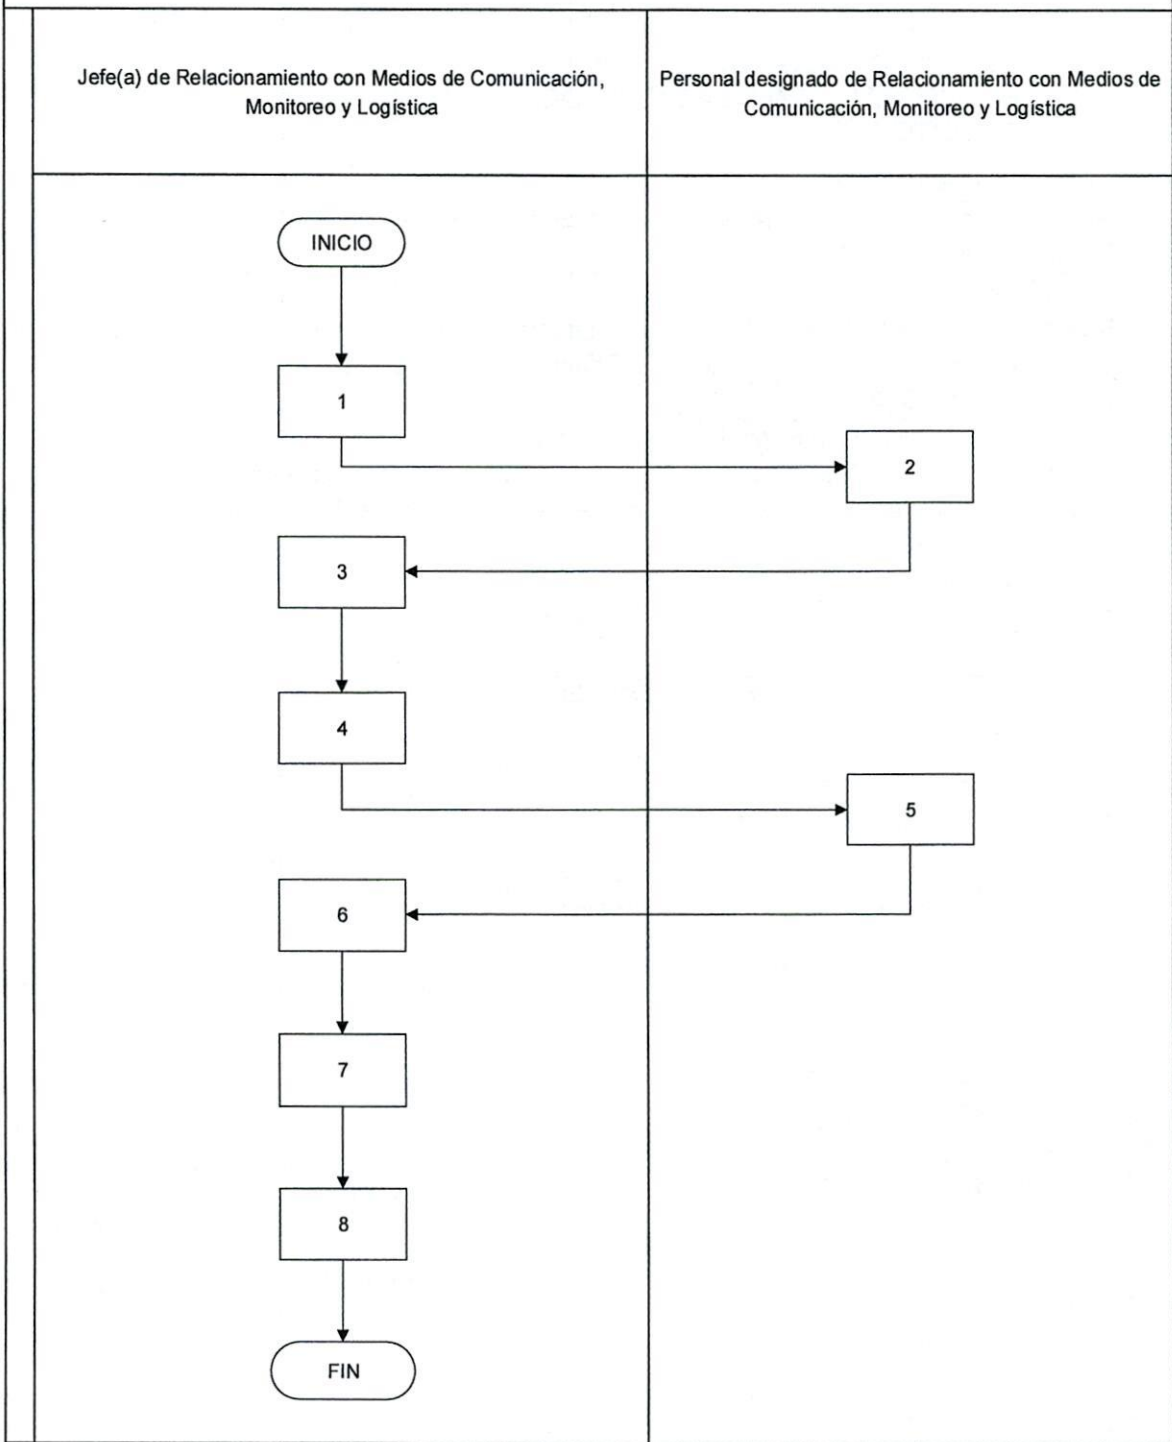 Jefe(a) de Relacionamiento con Medios de Comunicación,
Monitoreo y Logística
Personal designado de Relacionamiento con Medios de
Comunicación, Monitoreo y Logística
INICIO
1
2
3
4
5
6
7
8
FIN